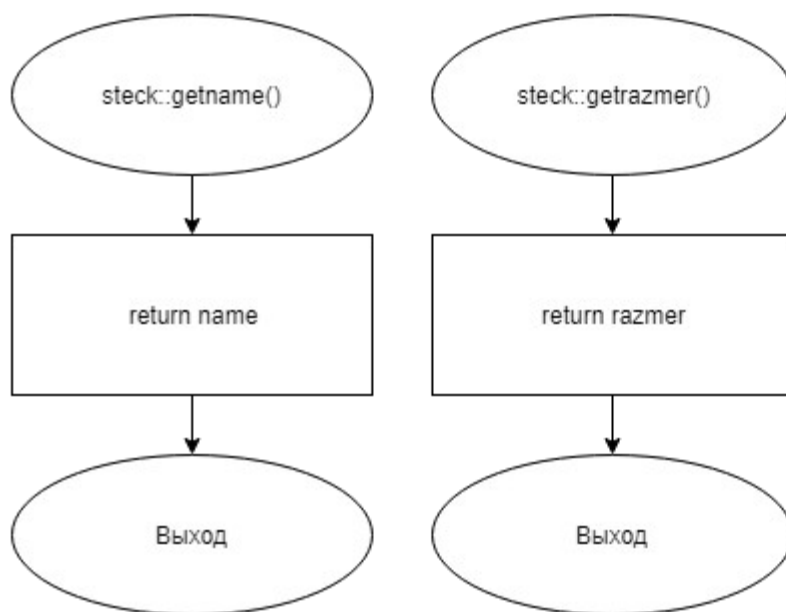 steck::getname()
steck::getrazmer()
return name
return razmer
Выход
Выход